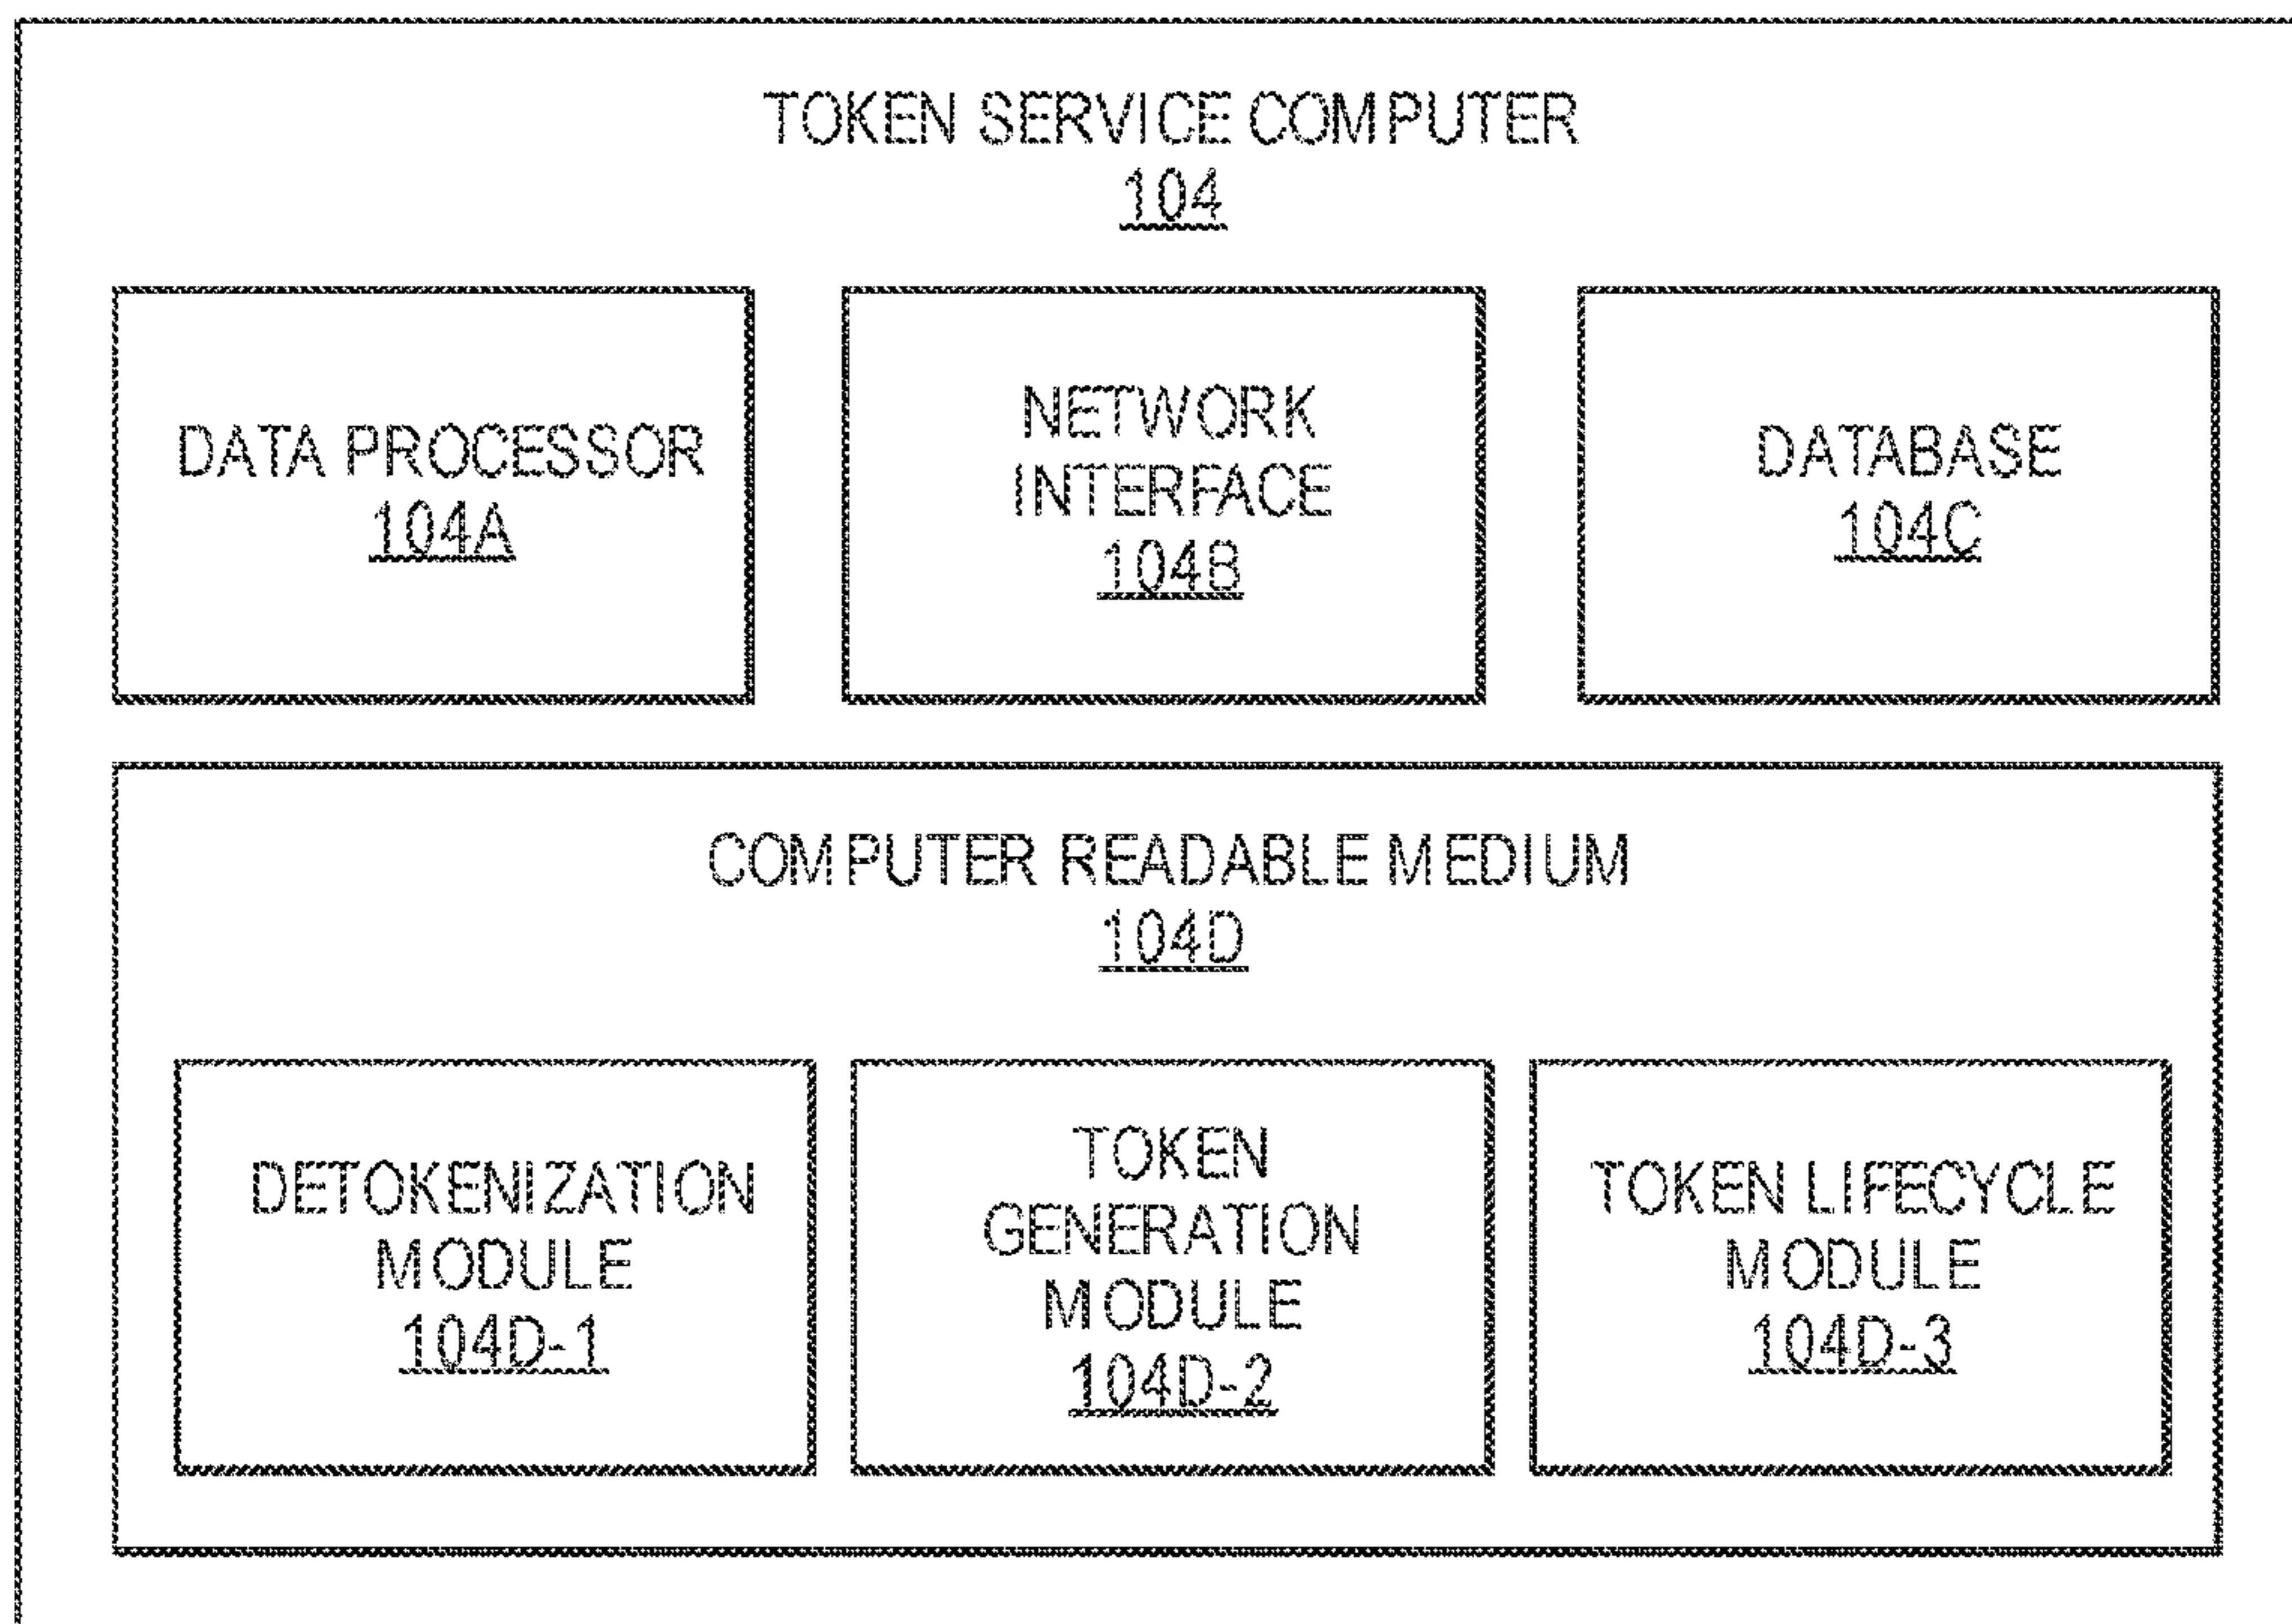 TOKEN SERVICE COMPUTER
104
DATA PROCESSOR
104A
NETWORK
INTERFACE
104B
DATABASE
104C
COMPUTER READABLE MEDIUM
104D
DETOKENIZATION
MODULE
104D-1
TOKEN
GENERATION
MODULE
104D-2
TOKEN LIFECYCLE
MODULE
104D-3